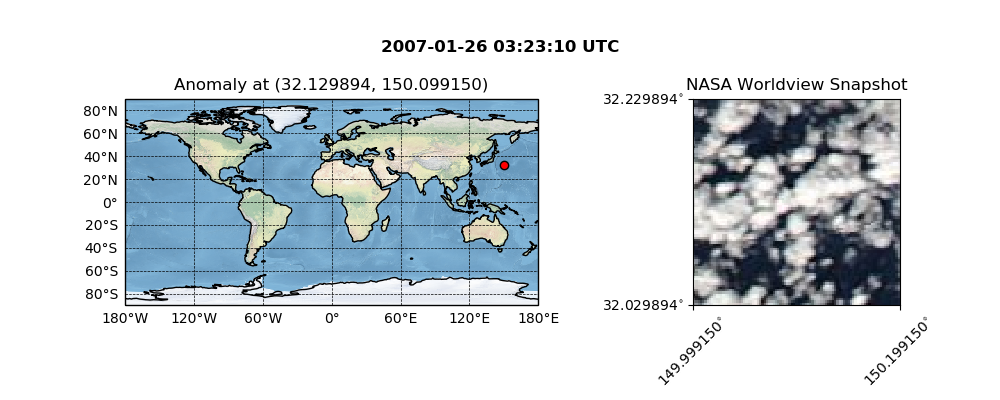 2007-01-26 03:23:10 UTC
Anomaly at (32.129894, 150.099150)
80°N
60°N
40°N
20°N
0°
20°S
40°S
60°S
80°S
180°W 120°W 60°W 0° 60°E 120°E 180°E
NASA Worldview Snapshot
32.229894°
32.029894°
149.999150°
150.199150°